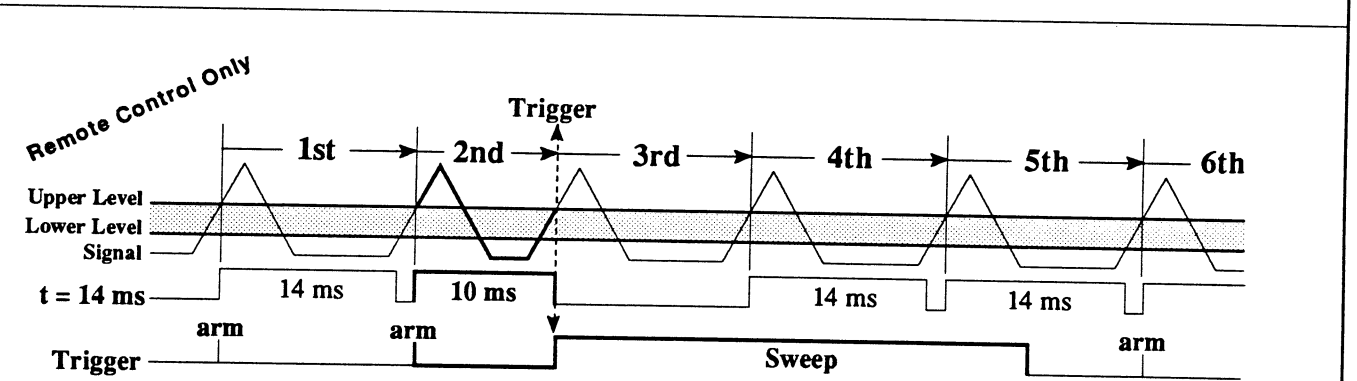 Remote Control Only
Trigger
1st 2nd 3rd 4th 5th 6th
Upper Level
Lower Level
Signal
t = 14 ms 14 ms 10 ms 14 ms 14 ms
arm arm arm
Trigger Sweep